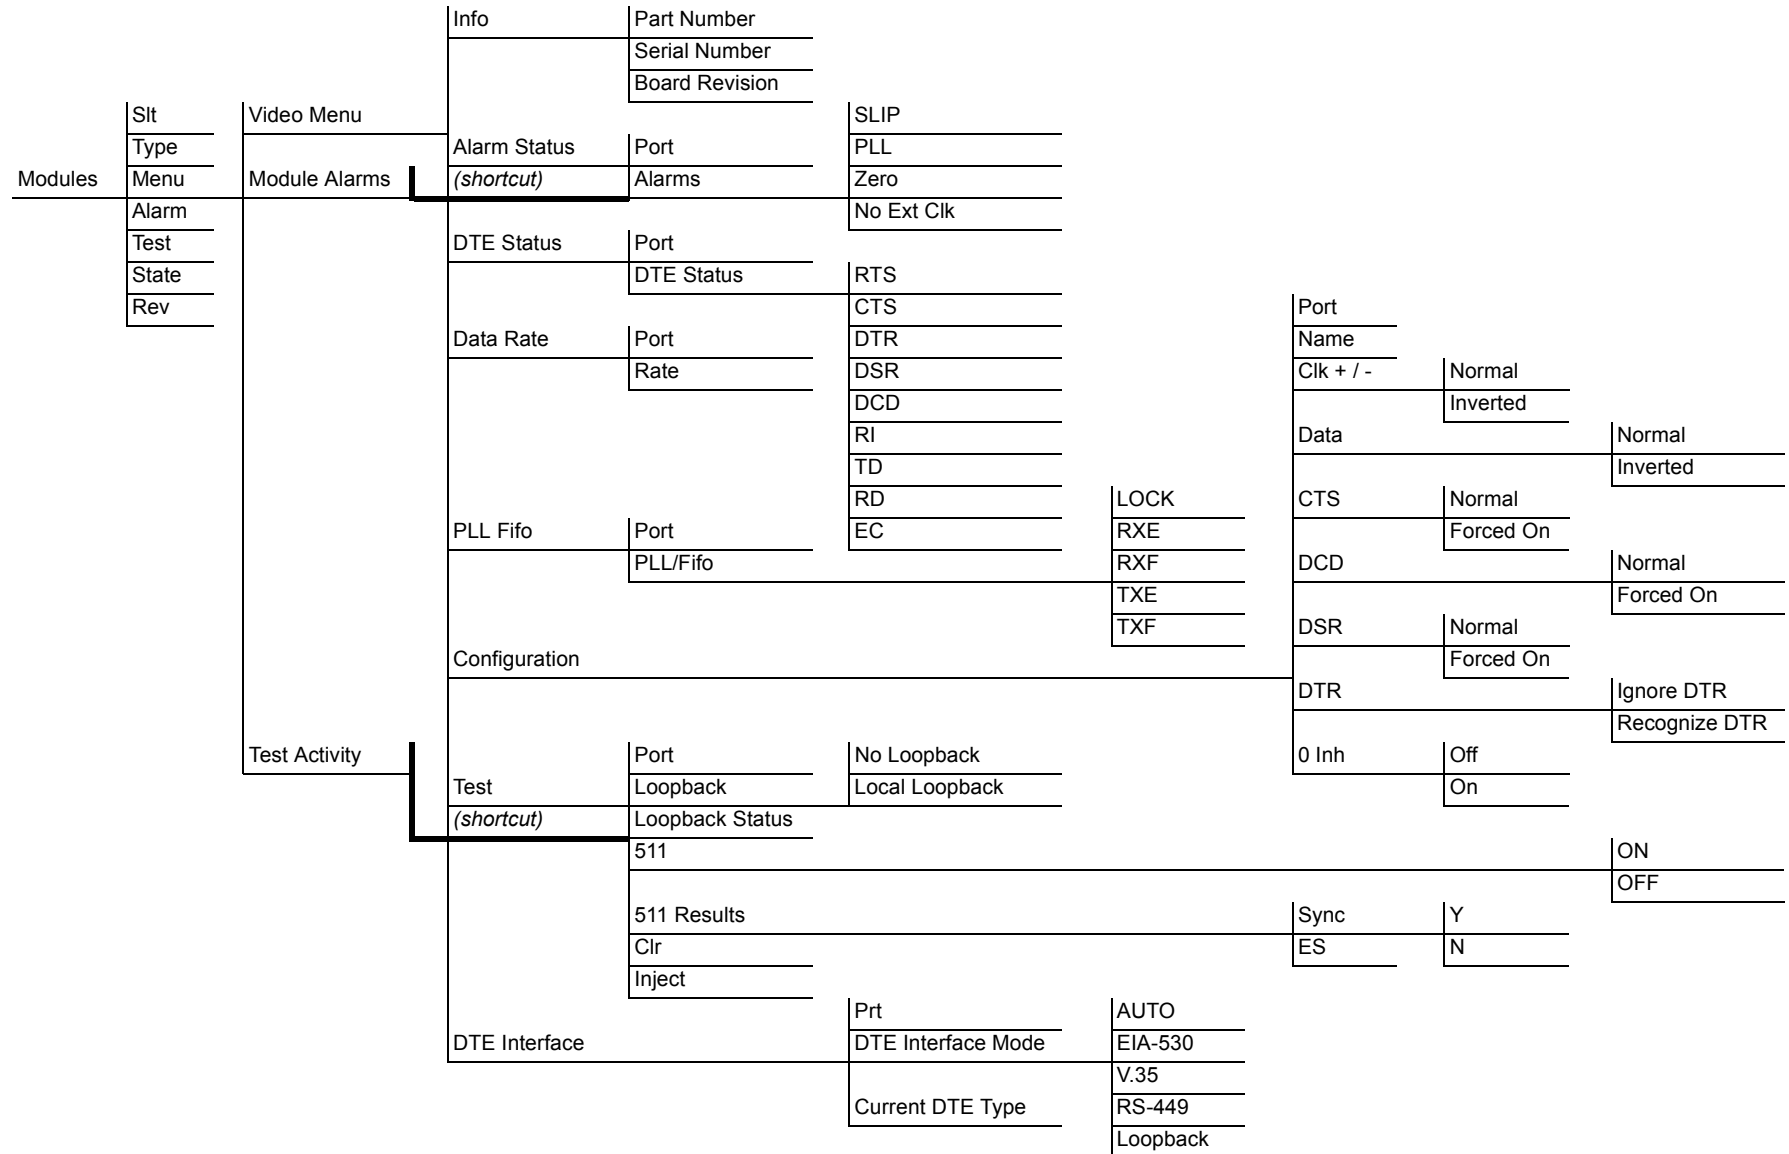 Info Part Number
Serial Number
Board Revision
Slt Video Menu SLIP
Type Alarm Status Port PLL
Modules Menu Module Alarms (shortcut) Alarms Zero
Alarm No Ext Clk
Test DTE Status Port
State DTE Status RTS
Rev CTS Port
Data Rate Port DTR Name
Rate DSR Clk + / - Normal
DCD Inverted
RI Data Normal
TD Inverted
RD LOCK CTS Normal
PLL Fifo Port EC RXE Forced On
PLL/Fifo RXF DCD Normal
TXE Forced On
TXF DSR Normal
Configuration Forced On
DTR Ignore DTR
Recognize DTR
Test Activity Port No Loopback 0 Inh Off
Test Loopback Local Loopback On
(shortcut) Loopback Status
511 ON
OFF
511 Results Sync Y
Clr ES N
Inject
Prt AUTO
DTE Interface DTE Interface Mode EIA-530
V.35
Current DTE Type RS-449
Loopback